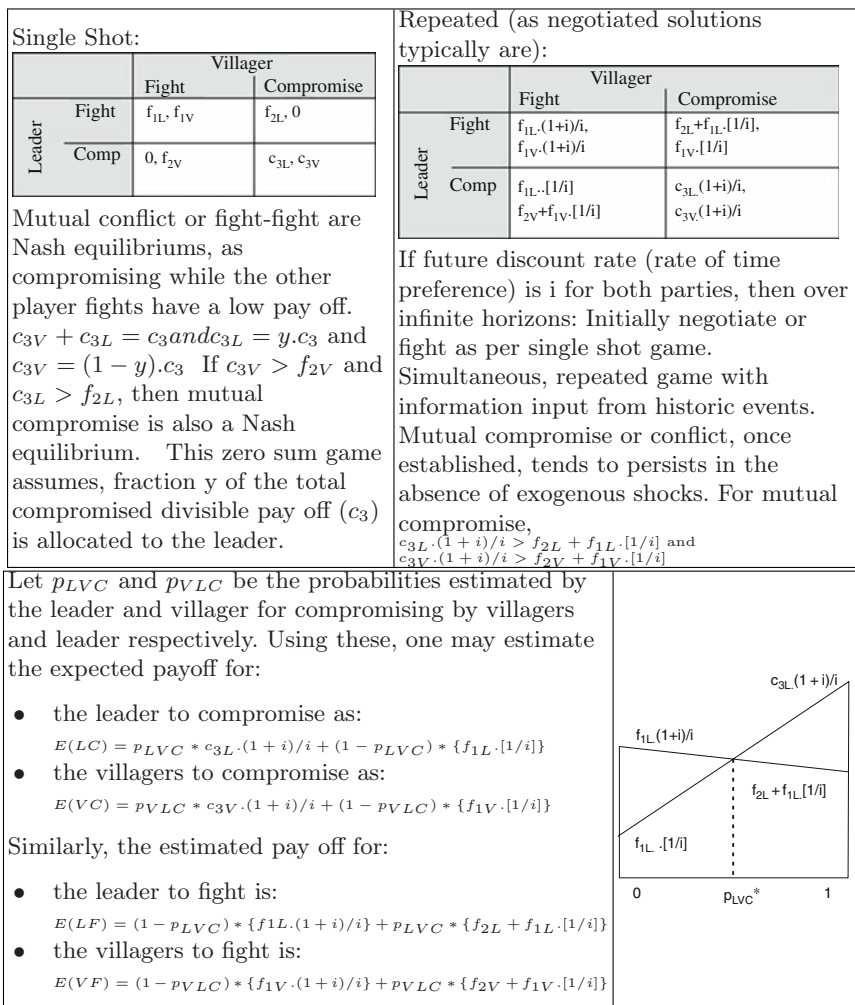 Single Shot:
Villager
Fight Compromise
Leader
Fight f1L, f1V f2L, 0
Comp 0, f2V c3L, c3V
Mutual conflict or fight-fight are
Nash equilibriums, as
compromising while the other
player fights have a low pay off.
c3V + c3L = c3andc3L = y.c3 and
c3V = (1 − y).c3 If c3V > f2V and
c3L > f2L, then mutual
compromise is also a Nash
equilibrium. This zero sum game
assumes, fraction y of the total
compromised divisible pay off (c3)
is allocated to the leader.
Repeated (as negotiated solutions
typically are):
Villager
Fight Compromise
Leader
Fight f1L.(1+i)/i, f2L+f1L.[1/i],
f1V.(1+i)/i f1V.[1/i]
Comp f1L..[1/i] c3L.(1+i)/i,
f2V+f1V.[1/i] c3V.(1+i)/i
If future discount rate (rate of time
preference) is i for both parties, then over
infinite horizons: Initially negotiate or
fight as per single shot game.
Simultaneous, repeated game with
information input from historic events.
Mutual compromise or conflict, once
established, tends to persists in the
absence of exogenous shocks. For mutual
compromise,
c3L.(1 + i)/i > f2L + f1L.[1/i] and
c3V.(1 + i)/i > f2V + f1V.[1/i]
Let pLVC and pVLC be the probabilities estimated by
the leader and villager for compromising by villagers
and leader respectively. Using these, one may estimate
the expected payoff for:
• the leader to compromise as:
E(LC) = pLVC ∗ c3L.(1 + i)/i + (1 − pLVC) ∗ {f1L.[1/i]}
• the villagers to compromise as:
E(VC) = pVLC ∗ c3V.(1 + i)/i + (1 − pVLC) ∗ {f1V.[1/i]}
Similarly, the estimated pay off for:
• the leader to fight is:
E(LF) = (1 − pLVC) ∗ {f1L.(1 + i)/i} + pLVC ∗ {f2L + f1L.[1/i]}
• the villagers to fight is:
E(VF) = (1 − pVLC) ∗ {f1V.(1 + i)/i} + pVLC ∗ {f2V + f1V.[1/i]}
c3L.(1 + i)/i
f1L.(1+i)/i
f2L + f1L.[1/i]
f1L. .[1/i]
0 pLVC* 1